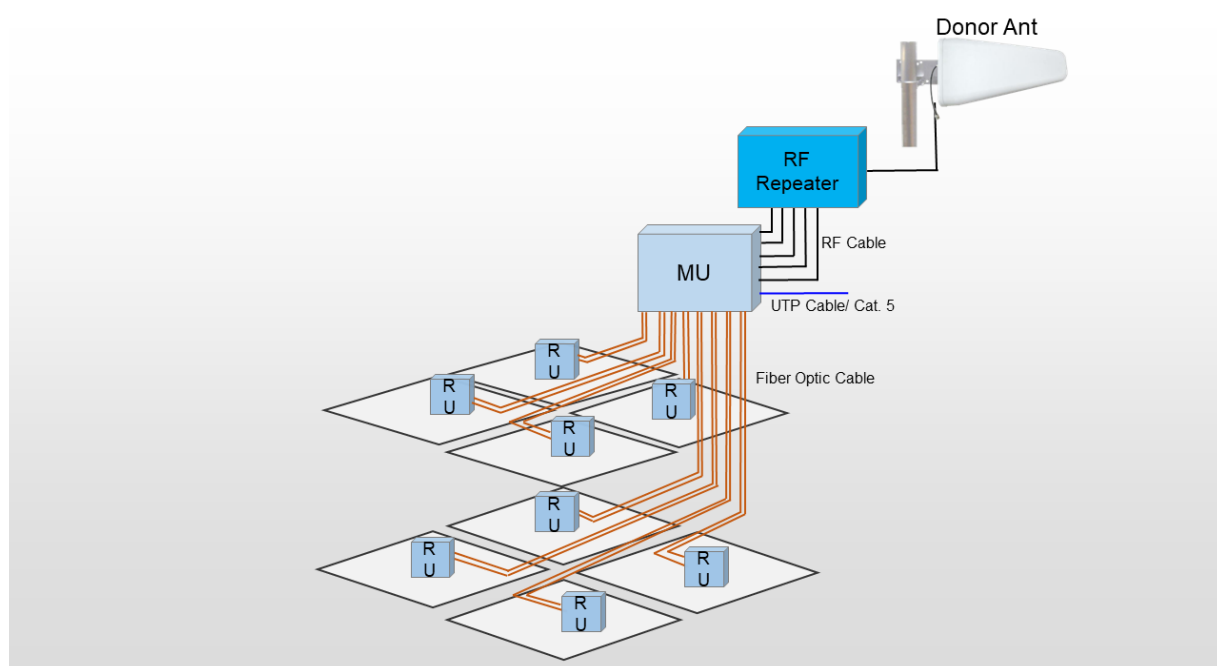 Donor Ant
RF
Repeater
RF Cable
MU
UTP Cable/ Cat. 5
Fiber Optic Cable
R
U
R
U
R
U
R
U
R
U
R
U
R
U
R
U